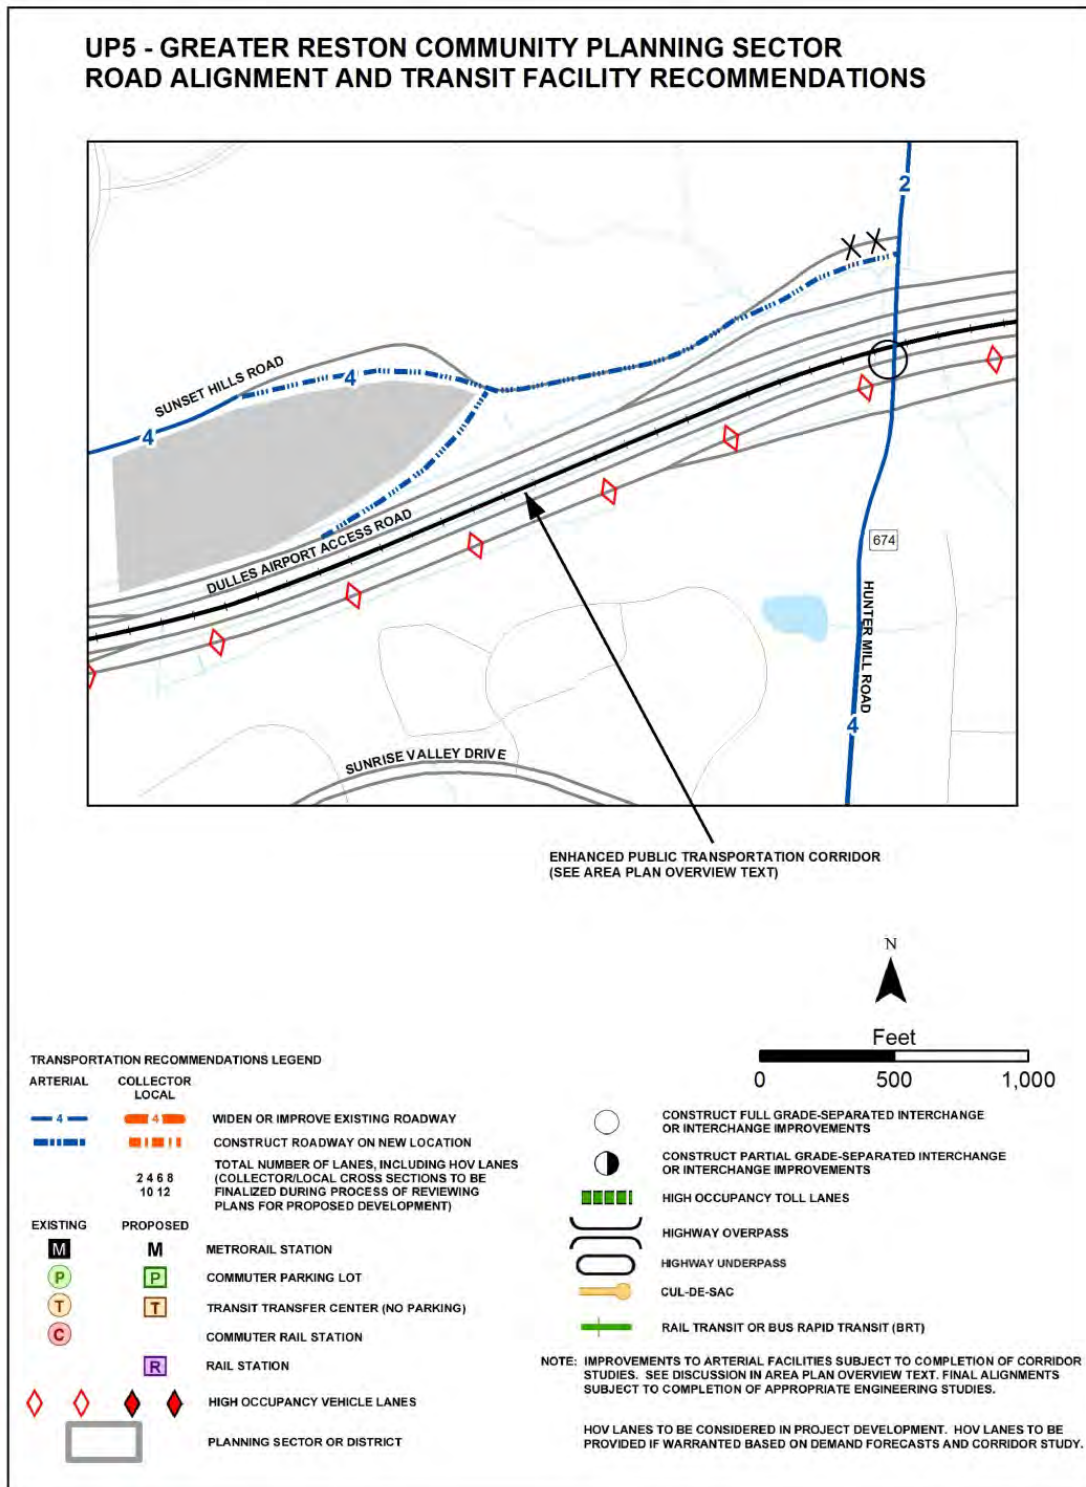 UP5 - GREATER RESTON COMMUNITY PLANNING SECTOR
ROAD ALIGNMENT AND TRANSIT FACILITY RECOMMENDATIONS
2
SUNSET HILLS ROAD
4
4
DULLES AIRPORT ACCESS ROAD
674
HUNTER MILL ROAD
4
SUNRISE VALLEY DRIVE
ENHANCED PUBLIC TRANSPORTATION CORRIDOR
(SEE AREA PLAN OVERVIEW TEXT)
N
Feet
0 500 1,000
TRANSPORTATION RECOMMENDATIONS LEGEND
ARTERIAL COLLECTOR
LOCAL
4 4 WIDEN OR IMPROVE EXISTING ROADWAY
CONSTRUCT ROADWAY ON NEW LOCATION
2 4 6 8
10 12
TOTAL NUMBER OF LANES, INCLUDING HOV LANES
(COLLECTOR/LOCAL CROSS SECTIONS TO BE
FINALIZED DURING PROCESS OF REVIEWING
PLANS FOR PROPOSED DEVELOPMENT)
EXISTING PROPOSED
M M METRORAIL STATION
P P COMMUTER PARKING LOT
T T TRANSIT TRANSFER CENTER (NO PARKING)
C COMMUTER RAIL STATION
R RAIL STATION
HIGH OCCUPANCY VEHICLE LANES
PLANNING SECTOR OR DISTRICT
CONSTRUCT FULL GRADE-SEPARATED INTERCHANGE
OR INTERCHANGE IMPROVEMENTS
CONSTRUCT PARTIAL GRADE-SEPARATED INTERCHANGE
OR INTERCHANGE IMPROVEMENTS
HIGH OCCUPANCY TOLL LANES
HIGHWAY OVERPASS
HIGHWAY UNDERPASS
CUL-DE-SAC
RAIL TRANSIT OR BUS RAPID TRANSIT (BRT)
NOTE: IMPROVEMENTS TO ARTERIAL FACILITIES SUBJECT TO COMPLETION OF CORRIDOR
STUDIES. SEE DISCUSSION IN AREA PLAN OVERVIEW TEXT. FINAL ALIGNMENTS
SUBJECT TO COMPLETION OF APPROPRIATE ENGINEERING STUDIES.
HOV LANES TO BE CONSIDERED IN PROJECT DEVELOPMENT. HOV LANES TO BE
PROVIDED IF WARRANTED BASED ON DEMAND FORECASTS AND CORRIDOR STUDY.